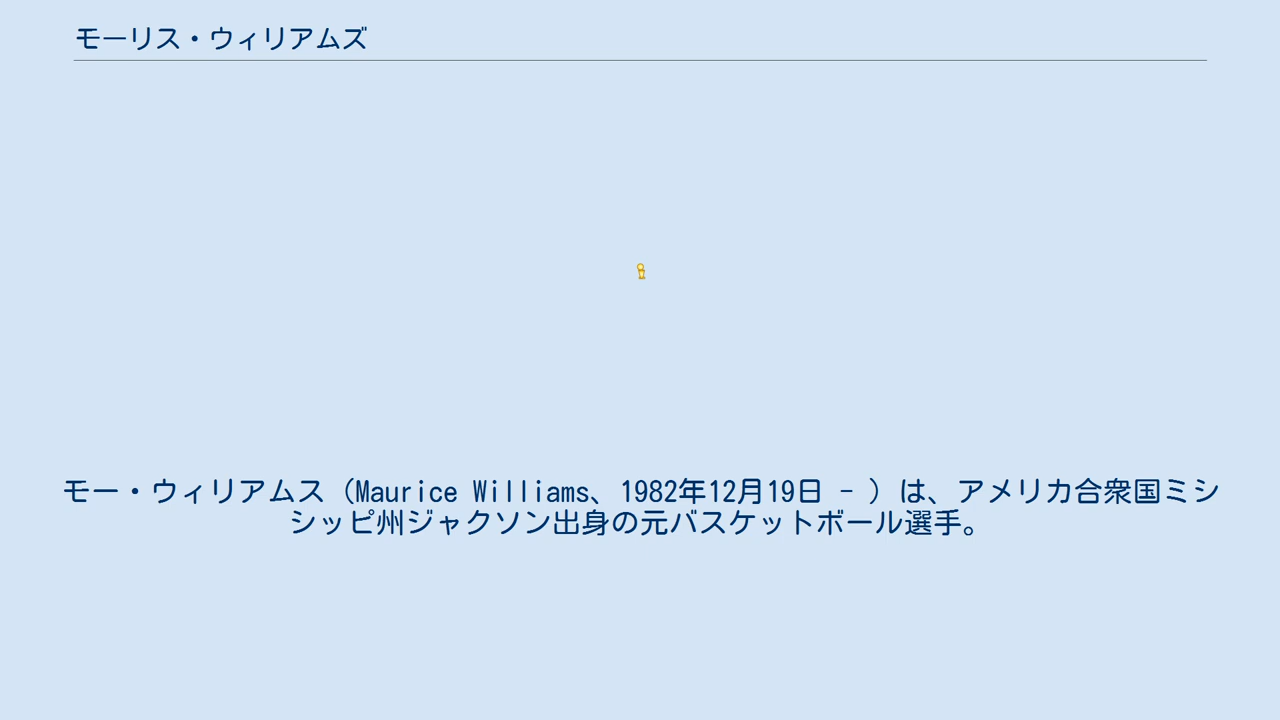 モーリス・ウィリアムズ
モー・ウィリアムス（Maurice Williams、1982年12月19日 - ）は、アメリカ合衆国ミシ
シッピ州ジャクソン出身の元バスケットボール選手。